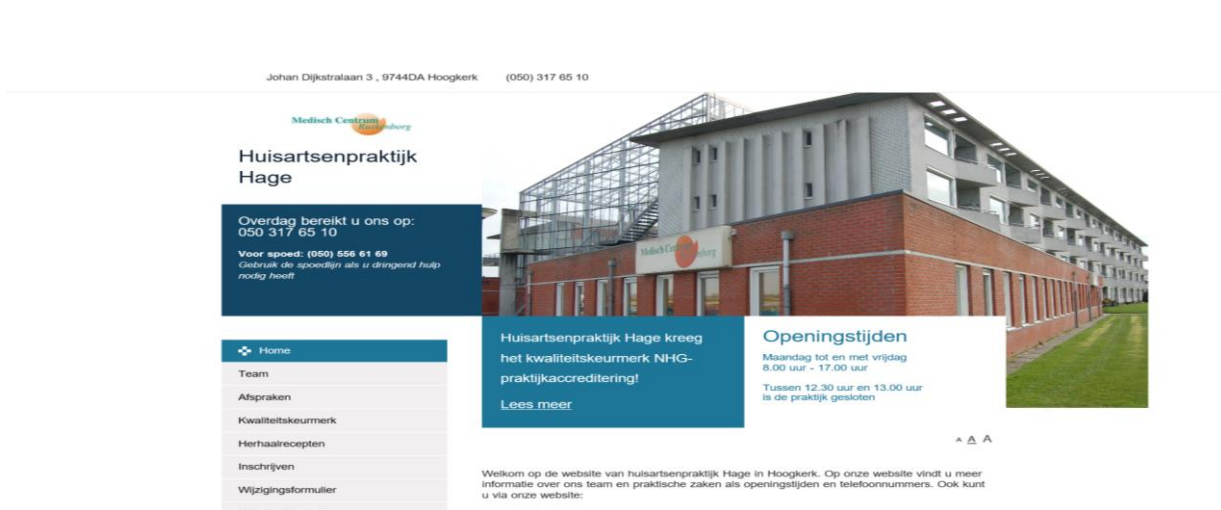 Johan Dijkstralaan 3 , 9744DA Hoogkerk (050) 317 65 10
Medisch Centrum
Ruskenborg
Huisartsenpraktijk
Hage
Overdag bereikt u ons op:
050 317 65 10
Voor spoed: (050) 556 61 69
Gebruik de spoedlijn als u dringend hulp
nodig heeft
Medisch Centrum
Home
Team
Afspraken
Kwaliteitskeurmerk
Herhaalrecepten
Inschrijven
Wijzigingsformulier
Huisartsenpraktijk Hage kreeg
het kwaliteitskeurmerk NHG-
praktijkaccreditering!
Lees meer
Openingstijden
Maandag tot en met vrijdag
8.00 uur - 17.00 uur
Tussen 12.30 uur en 13.00 uur
is de praktijk gesloten
A A A
Welkom op de website van huisartsenpraktijk Hage in Hoogkerk. Op onze website vindt u meer
informatie over ons team en praktische zaken als openingstijden en telefoonnummers. Ook kunt
u via onze website: